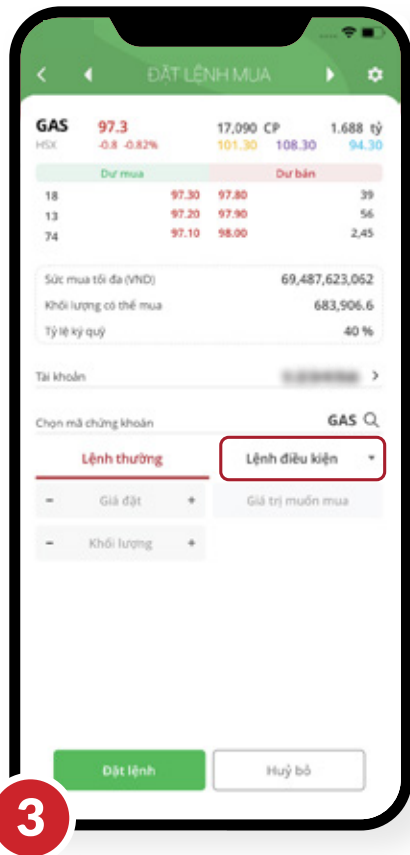 ĐẶT LỆNH MUA
GAS 97.3 17,090 CP 1.688 tỷ
HSX -0.8 -0.82% 101.30 108.30 94.30
Dư mua Dư bán
18 97.30 97.80 39
13 97.20 97.90 56
74 97.10 98.00 2,45
Sức mua tối đa (VND) 69,487,623,062
Khối lượng có thể mua 683,906.6
Tỷ lệ ký quỹ 40 %
Tài khoản
Chọn mã chứng khoán GAS
Lệnh thường Lệnh điều kiện
- Giá đặt + Giá trị muốn mua
- Khối lượng +
Đặt lệnh Huỷ bỏ
3